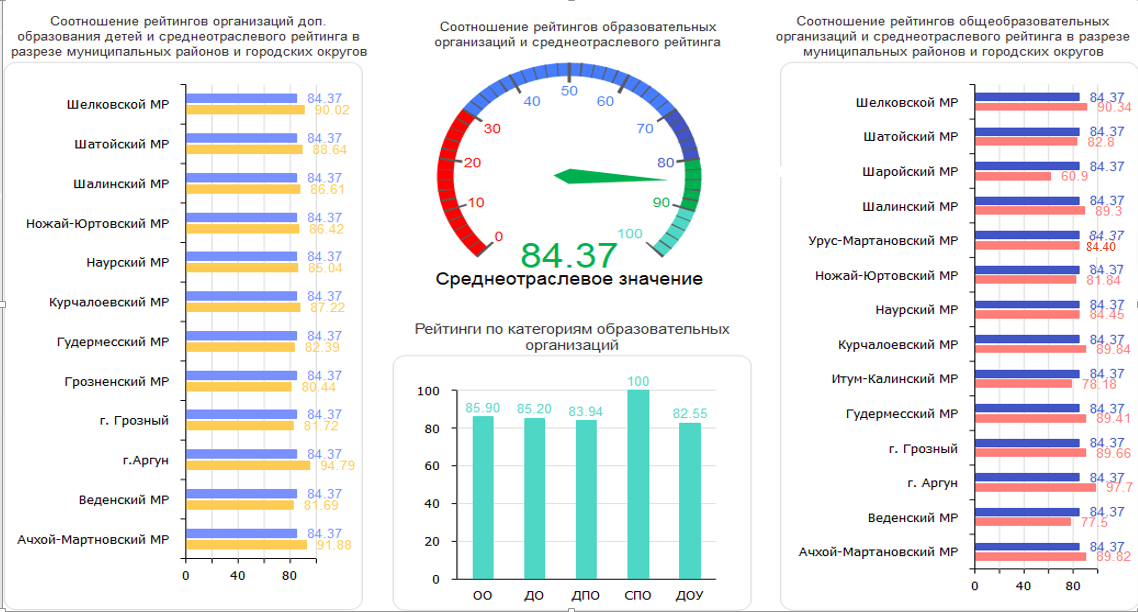 Соотношение рейтингов организаций доп.
образования детей и среднеотраслевого рейтинга в
разрезе муниципальных районов и городских округов
Шелковской МР
84.37
90.02
Шатойский МР
84.37
88.64
Шалинский МР
84.37
86.61
Ножай-Юртовский МР
84.37
86.42
Наурский МР
84.37
85.04
Курчалоевский МР
84.37
87.22
Гудермесский МР
84.37
82.39
Грозненский МР
84.37
80.44
г. Грозный
84.37
81.72
г.Аргун
84.37
94.79
Веденский МР
84.37
81.69
Ачхой-Мартновский МР
84.37
91.88
0 40 80
Соотношение рейтингов образовательных
организаций и среднеотраслевого рейтинга
0
10
20
30
40
50
60
70
80
90
100
84.37
Среднеотраслевое значение
Рейтинги по категориям образовательных
организаций
100
80
60
40
20
0
85.90 85.20 83.94 100 82.55
ОО ДО ДПО СПО ДОУ
Соотношение рейтингов общеобразовательных
организаций и среднеотраслевого рейтинга в разрезе
муниципальных районов и городских округов
Шелковской МР
84.37
90.34
Шатойский МР
84.37
82.8
Шаройский МР
84.37
60.9
Шалинский МР
84.37
89.3
Урус-Мартановский МР
84.37
84.40
Ножай-Юртовский МР
84.37
81.84
Наурский МР
84.37
84.45
Курчалоевский МР
84.37
89.84
Итум-Калинский МР
84.37
78.18
Гудермесский МР
84.37
89.41
г. Грозный
84.37
89.66
г. Аргун
84.37
97.7
Веденский МР
84.37
77.5
Ачхой-Мартановский МР
84.37
89.82
0 40 80